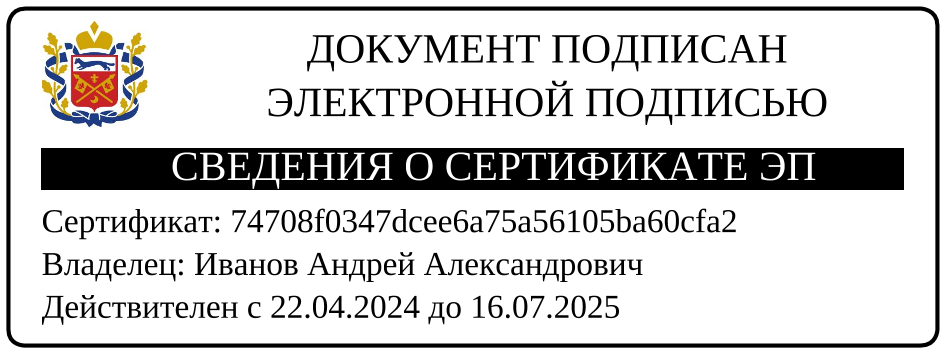 ДОКУМЕНТ ПОДПИСАН
ЭЛЕКТРОННОЙ ПОДПИСЬЮ
СВЕДЕНИЯ О СЕРТИФИКАТЕ ЭП
Сертификат: 74708f0347dcee6a75a56105ba60cfa2
Владелец: Иванов Андрей Александрович
Действителен с 22.04.2024 до 16.07.2025